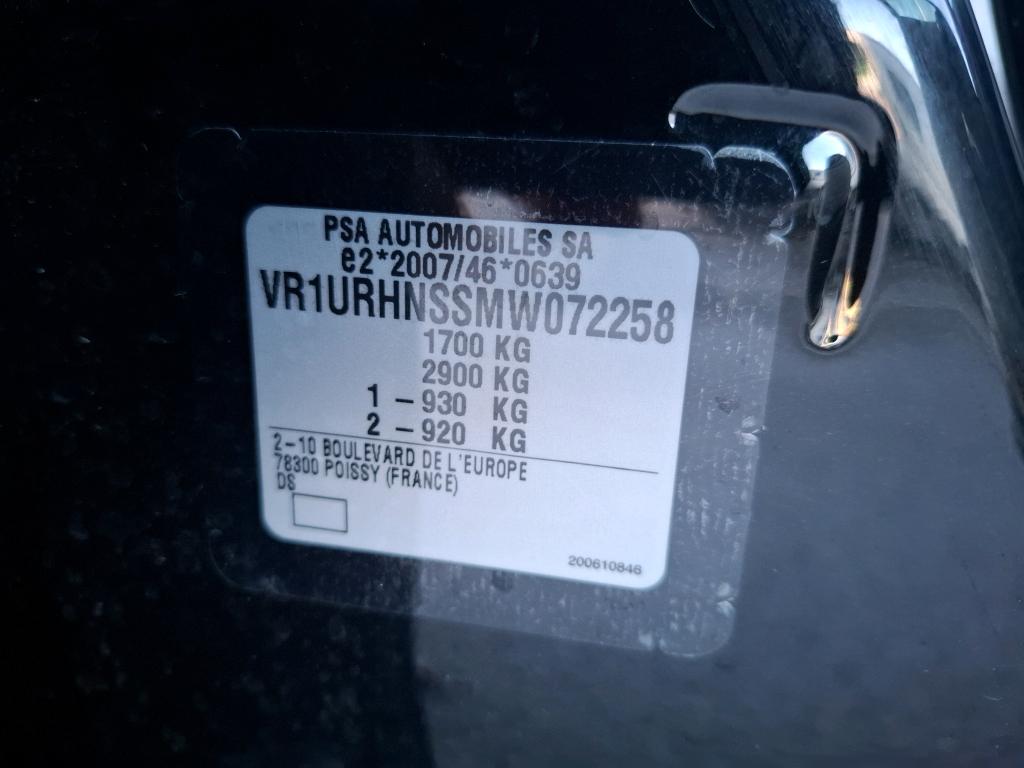 PSA AUTOMOBILES SA
e2*2007/46*0639
VR1URHNSSMW072258
1700 KG
2900 KG
1 – 930 KG
2 – 920 KG
2-10 BOULEVARD DE L'EUROPE
78300 POISSY (FRANCE)
DS
200610846